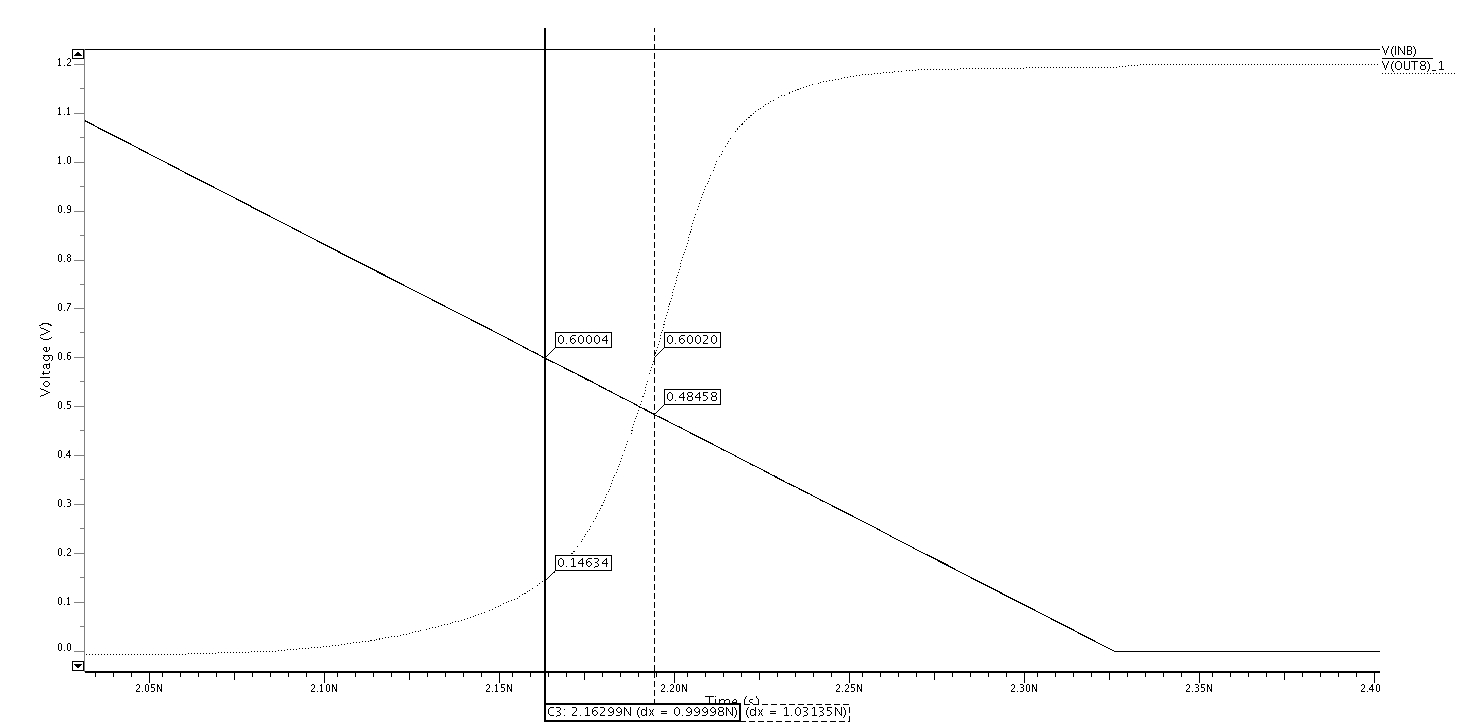 V(INB)
V(OUT8)_1
1.2
1.1
1.0
0.9
0.8
0.7
0.6
0.5
0.4
0.3
0.2
0.1
0.0
Voltage (V)
0.60004
0.60020
0.48458
0.14634
2.05N
2.10N
2.15N
2.20N
2.25N
2.30N
2.35N
2.40
Time (s)
C3: 2.16299N (dx = 0.99998N)
(dx = 1.03135N)